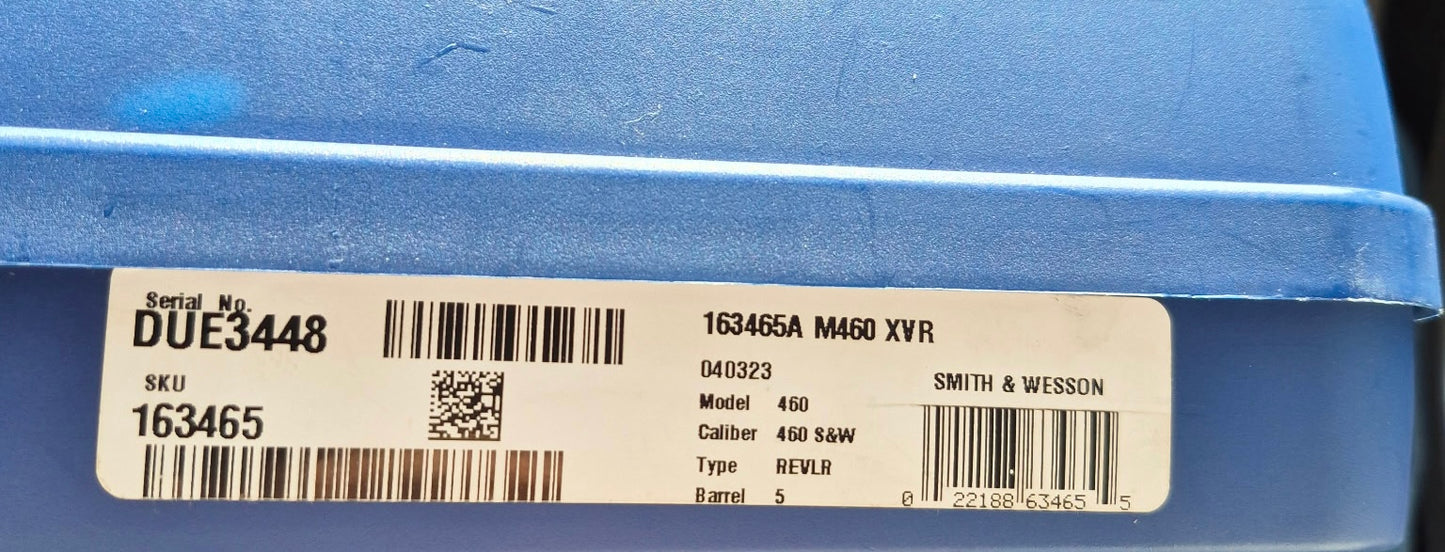 Serial No.
DUE3448
SKU
163465
163465A M460 XVR
040323
Model 460
Caliber 460 S&W
Type REVLR
Barrel 5
SMITH & WESSON
0 22188 63465 5